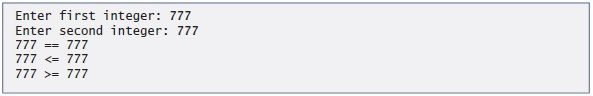 Enter first integer: 777
Enter second integer: 777
777 == 777
777 <= 777
777 >= 777